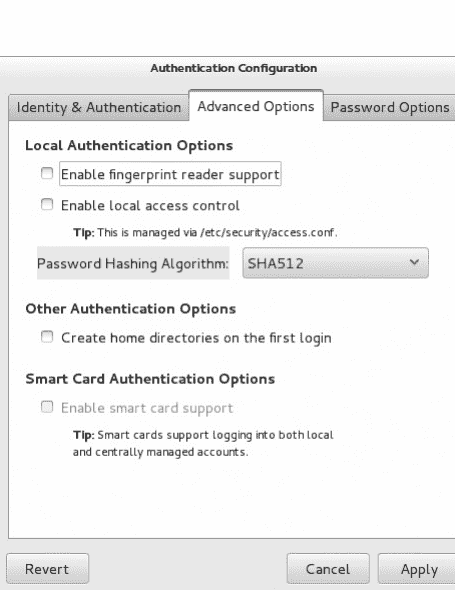 Authentication Configuration
Identity & Authentication
Advanced Options
Password Options
Local Authentication Options
Enable fingerprint reader support
Enable local access control
Tip: This is managed via /etc/security/access.conf.
Password Hashing Algorithm:
SHA512
Other Authentication Options
Create home directories on the first login
Smart Card Authentication Options
Enable smart card support
Tip: Smart cards support logging into both local
and centrally managed accounts.
Revert
Cancel
Apply